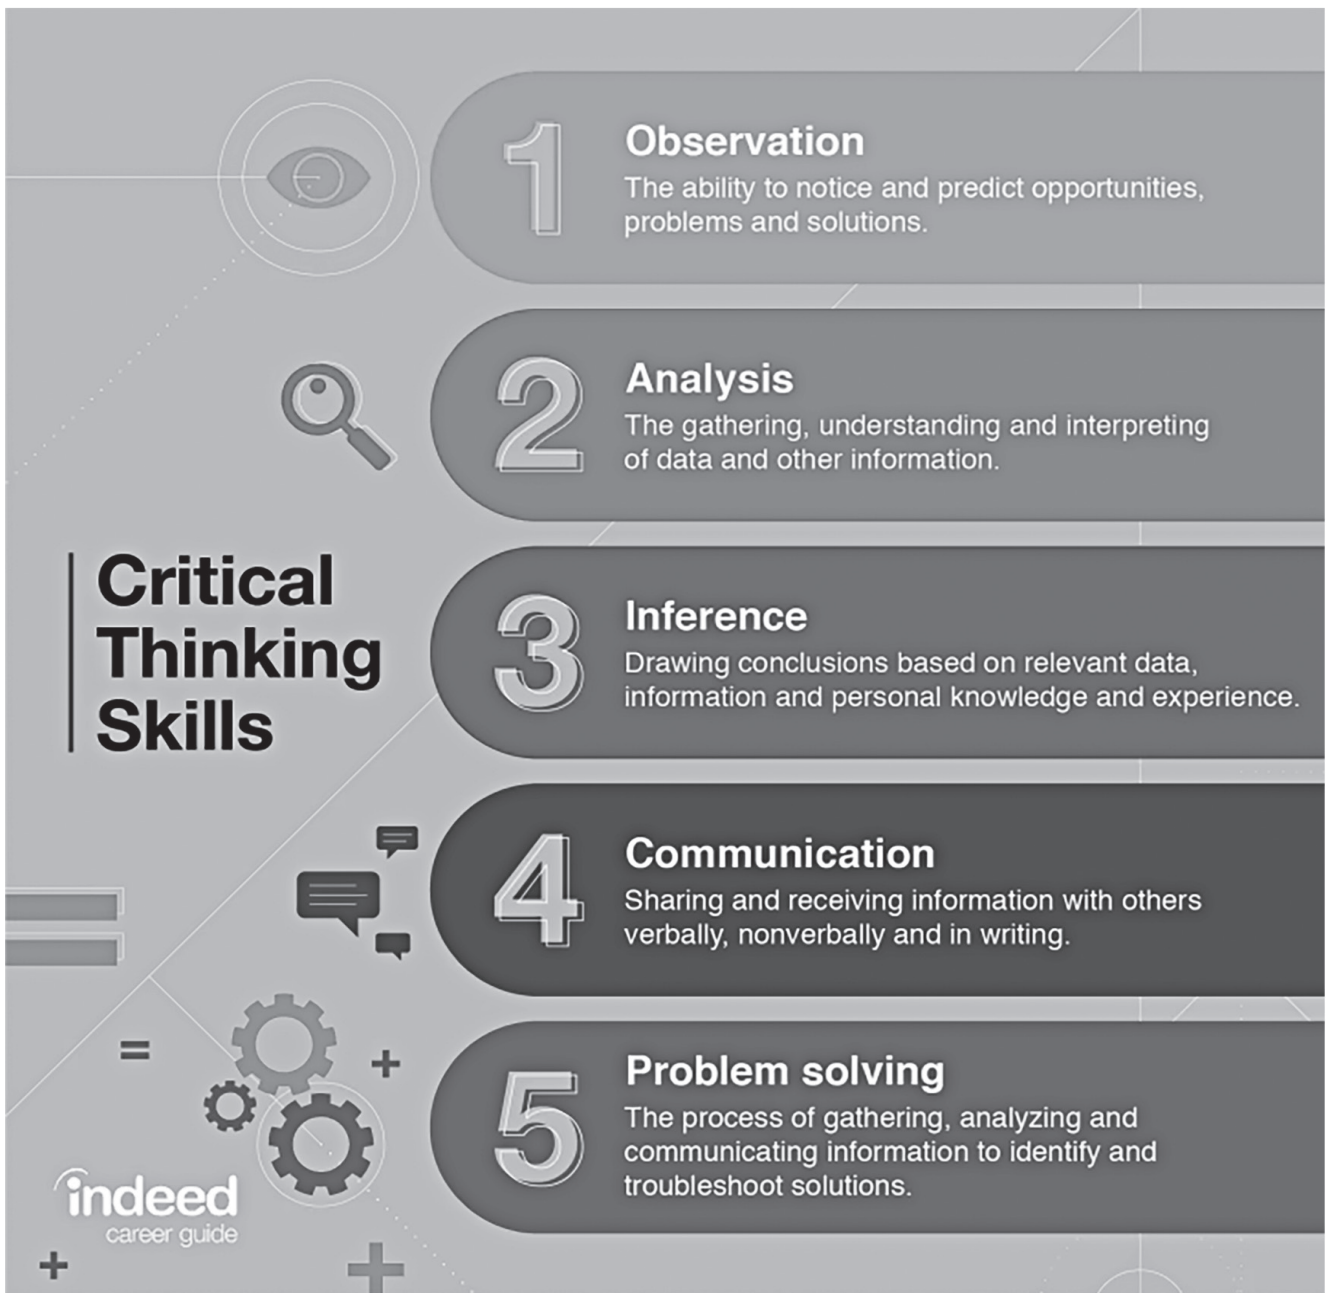 1
Observation
The ability to notice and predict opportunities,
problems and solutions.
2
Analysis
The gathering, understanding and interpreting
of data and other information.
Critical
Thinking
Skills
3
Inference
Drawing conclusions based on relevant data,
information and personal knowledge and experience.
4
Communication
Sharing and receiving information with others
verbally, nonverbally and in writing.
5
Problem solving
The process of gathering, analyzing and
communicating information to identify and
troubleshoot solutions.
indeed
career guide